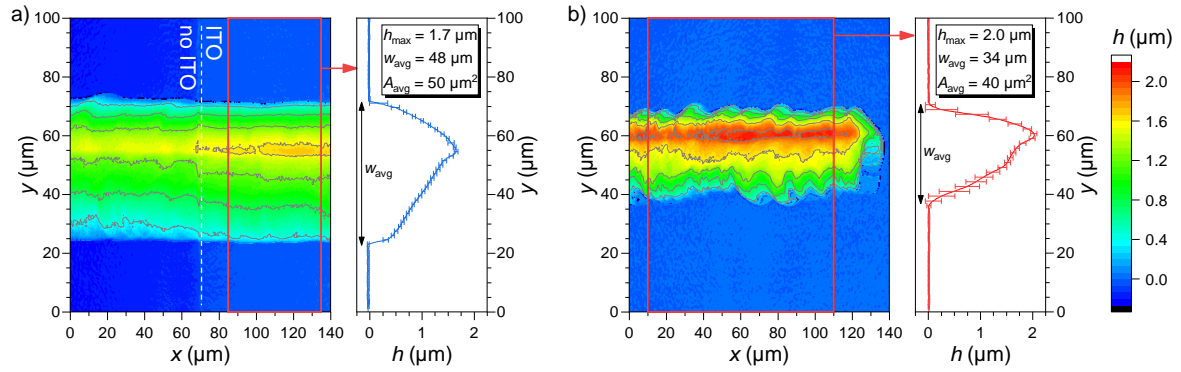 a)
ITO
no ITO
h_max = 1.7 µm
w_avg = 48 µm
A_avg = 50 µm²
w_avg
y (µm)
100
80
60
40
20
0
0 20 40 60 80 100 120 140
x (µm)
0 1 2
h (µm)
100
80
60
40
20
0
y (µm)
b)
h_max = 2.0 µm
w_avg = 34 µm
A_avg = 40 µm²
w_avg
y (µm)
100
80
60
40
20
0
0 20 40 60 80 100 120 140
x (µm)
0 1 2
h (µm)
100
80
60
40
20
0
y (µm)
h (µm)
2.0
1.6
1.2
0.8
0.4
0.0